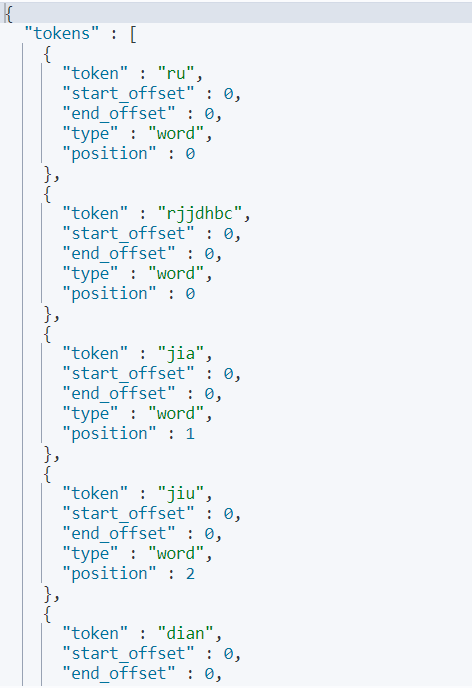 {
  "tokens" : [
    {
      "token" : "ru",
      "start_offset" : 0,
      "end_offset" : 0,
      "type" : "word",
      "position" : 0
    },
    {
      "token" : "rjjdhbc",
      "start_offset" : 0,
      "end_offset" : 0,
      "type" : "word",
      "position" : 0
    },
    {
      "token" : "jia",
      "start_offset" : 0,
      "end_offset" : 0,
      "type" : "word",
      "position" : 1
    },
    {
      "token" : "jiu",
      "start_offset" : 0,
      "end_offset" : 0,
      "type" : "word",
      "position" : 2
    },
    {
      "token" : "dian",
      "start_offset" : 0,
      "end_offset" : 0,